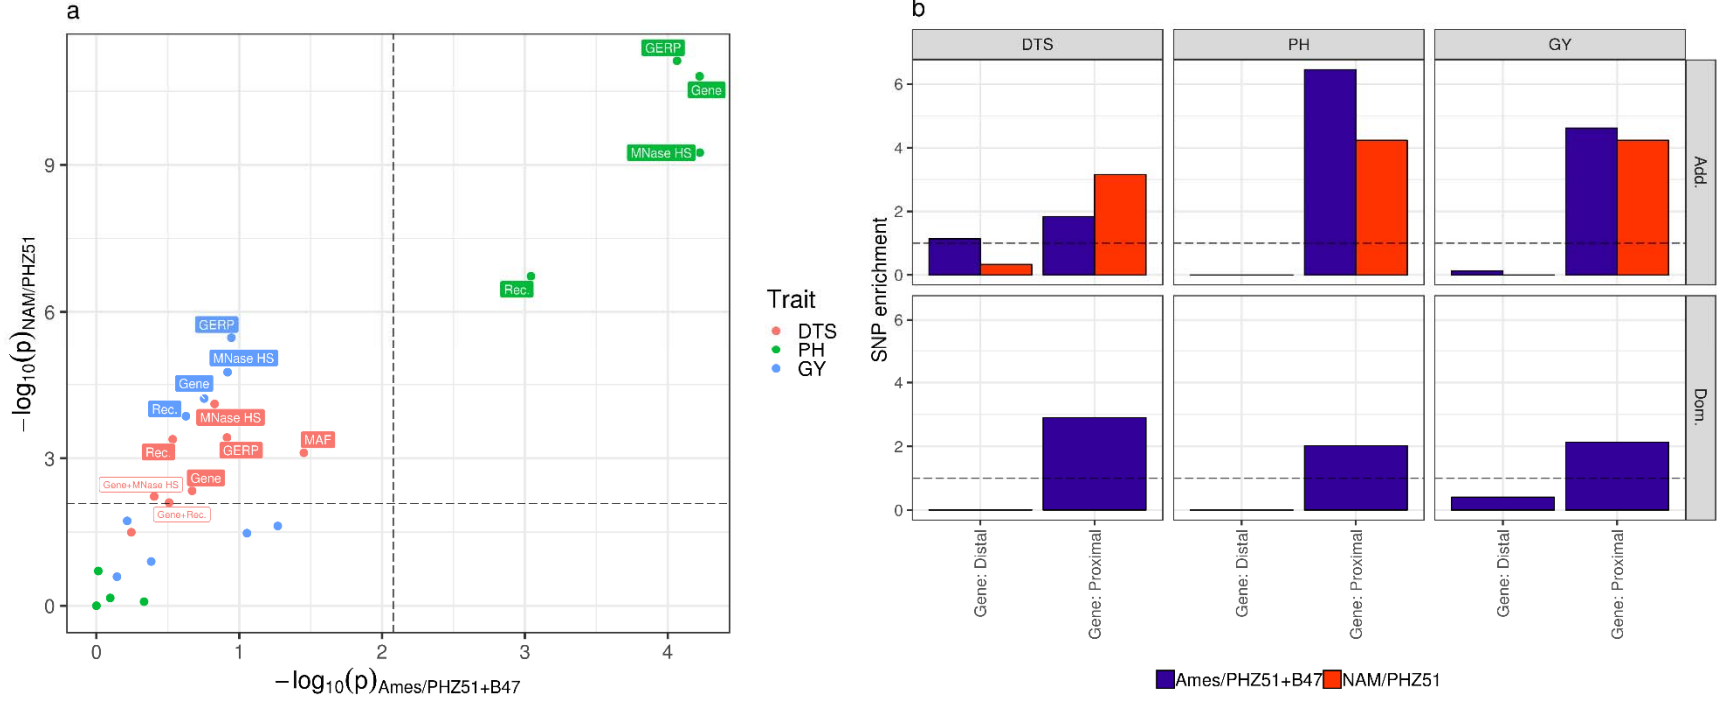 a
GERP
Gene
MNase HS
Rec.
GERP
MNase HS
Gene
Rec.
MNase HS
MAF
Rec.
GERP
Gene
Gene+MNase HS
Gene+Rec.
9
6
3
0
0 1 2 3 4
−log10(p)NAM/PHZ51
−log10(p)Ames/PHZ51+B47
Trait
DTS
PH
GY
b
DTS PH GY
6
4
2
0
Add.
6
4
2
0
Dom.
SNP enrichment
Gene: Distal
Gene: Proximal
Gene: Distal
Gene: Proximal
Gene: Distal
Gene: Proximal
Ames/PHZ51+B47 NAM/PHZ51